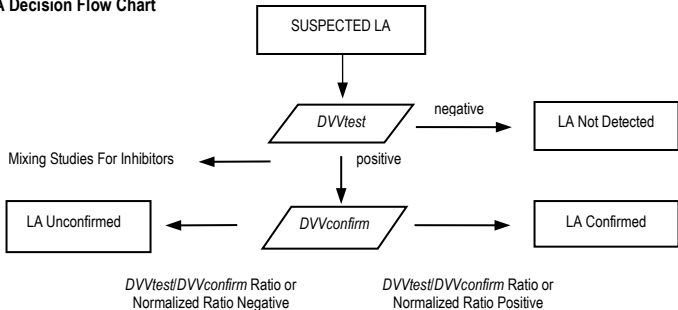 A Decision Flow Chart
SUSPECTED LA
DVVtest
negative
LA Not Detected
Mixing Studies For Inhibitors
positive
LA Unconfirmed
DVVconfirm
LA Confirmed
DVVtest/DVVconfirm Ratio or
Normalized Ratio Negative
DVVtest/DVVconfirm Ratio or
Normalized Ratio Positive